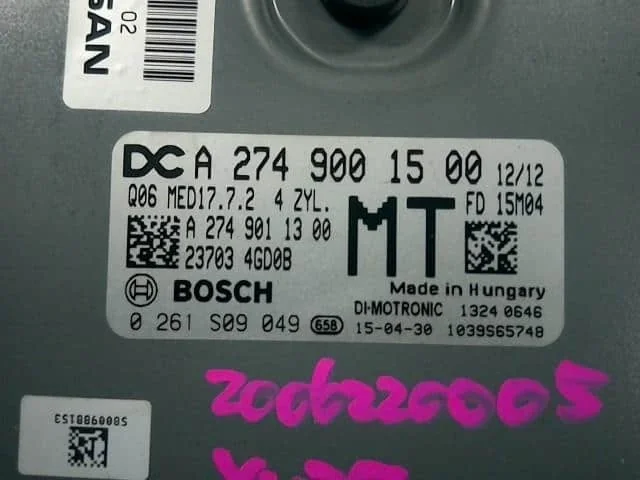 02
SAN
DC A 274 900 15 00 12/12
Q06 MED17.7.2 4 ZYL. MT FD 15M04
A 274 901 13 00
23703 4GD0B
BOSCH Made in Hungary
DI-MOTRONIC 1324 0646
0 261 S09 049 658 15-04-30 1039S65748
2006220005